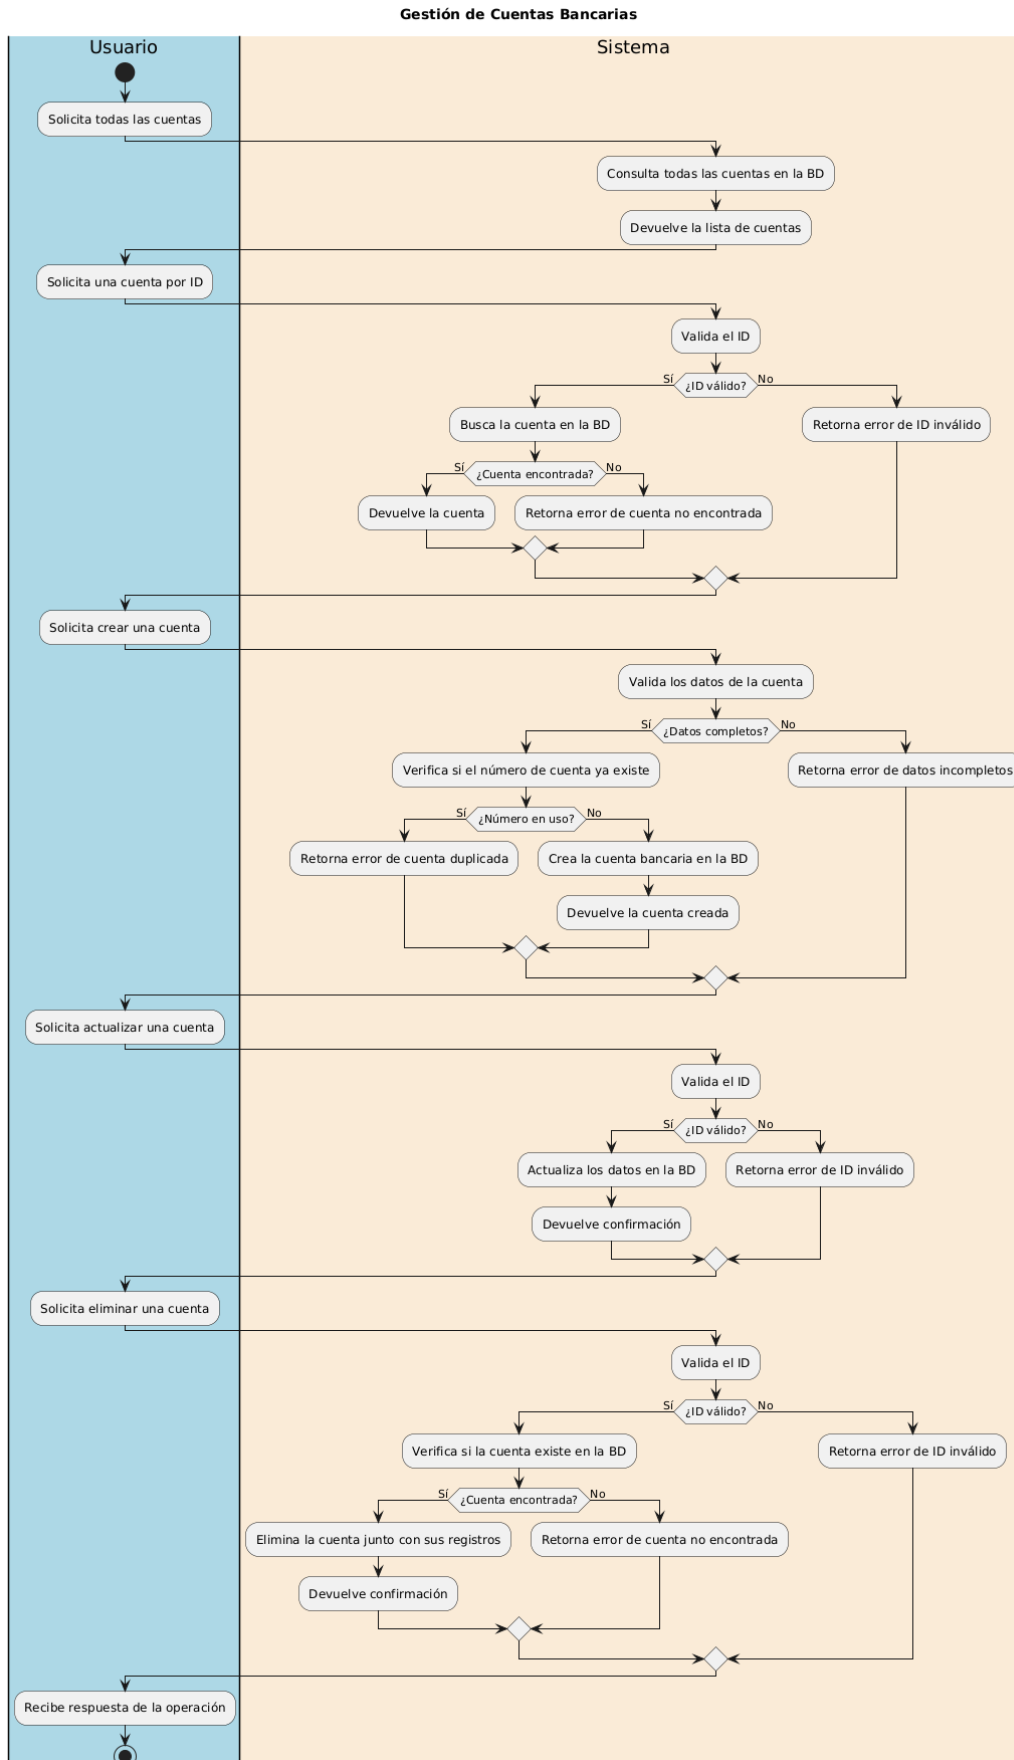 Gestión de Cuentas Bancarias
Usuario
Sistema
Solicita todas las cuentas
Consulta todas las cuentas en la BD
Devuelve la lista de cuentas
Solicita una cuenta por ID
Valida el ID
Sí
¿ID válido?
No
Busca la cuenta en la BD
Retorna error de ID inválido
Sí
¿Cuenta encontrada?
No
Devuelve la cuenta
Retorna error de cuenta no encontrada
Solicita crear una cuenta
Valida los datos de la cuenta
Sí
¿Datos completos?
No
Verifica si el número de cuenta ya existe
Retorna error de datos incompletos
Sí
¿Número en uso?
No
Retorna error de cuenta duplicada
Crea la cuenta bancaria en la BD
Devuelve la cuenta creada
Solicita actualizar una cuenta
Valida el ID
Sí
¿ID válido?
No
Actualiza los datos en la BD
Retorna error de ID inválido
Devuelve confirmación
Solicita eliminar una cuenta
Valida el ID
Sí
¿ID válido?
No
Verifica si la cuenta existe en la BD
Retorna error de ID inválido
Sí
¿Cuenta encontrada?
No
Elimina la cuenta junto con sus registros
Retorna error de cuenta no encontrada
Devuelve confirmación
Recibe respuesta de la operación